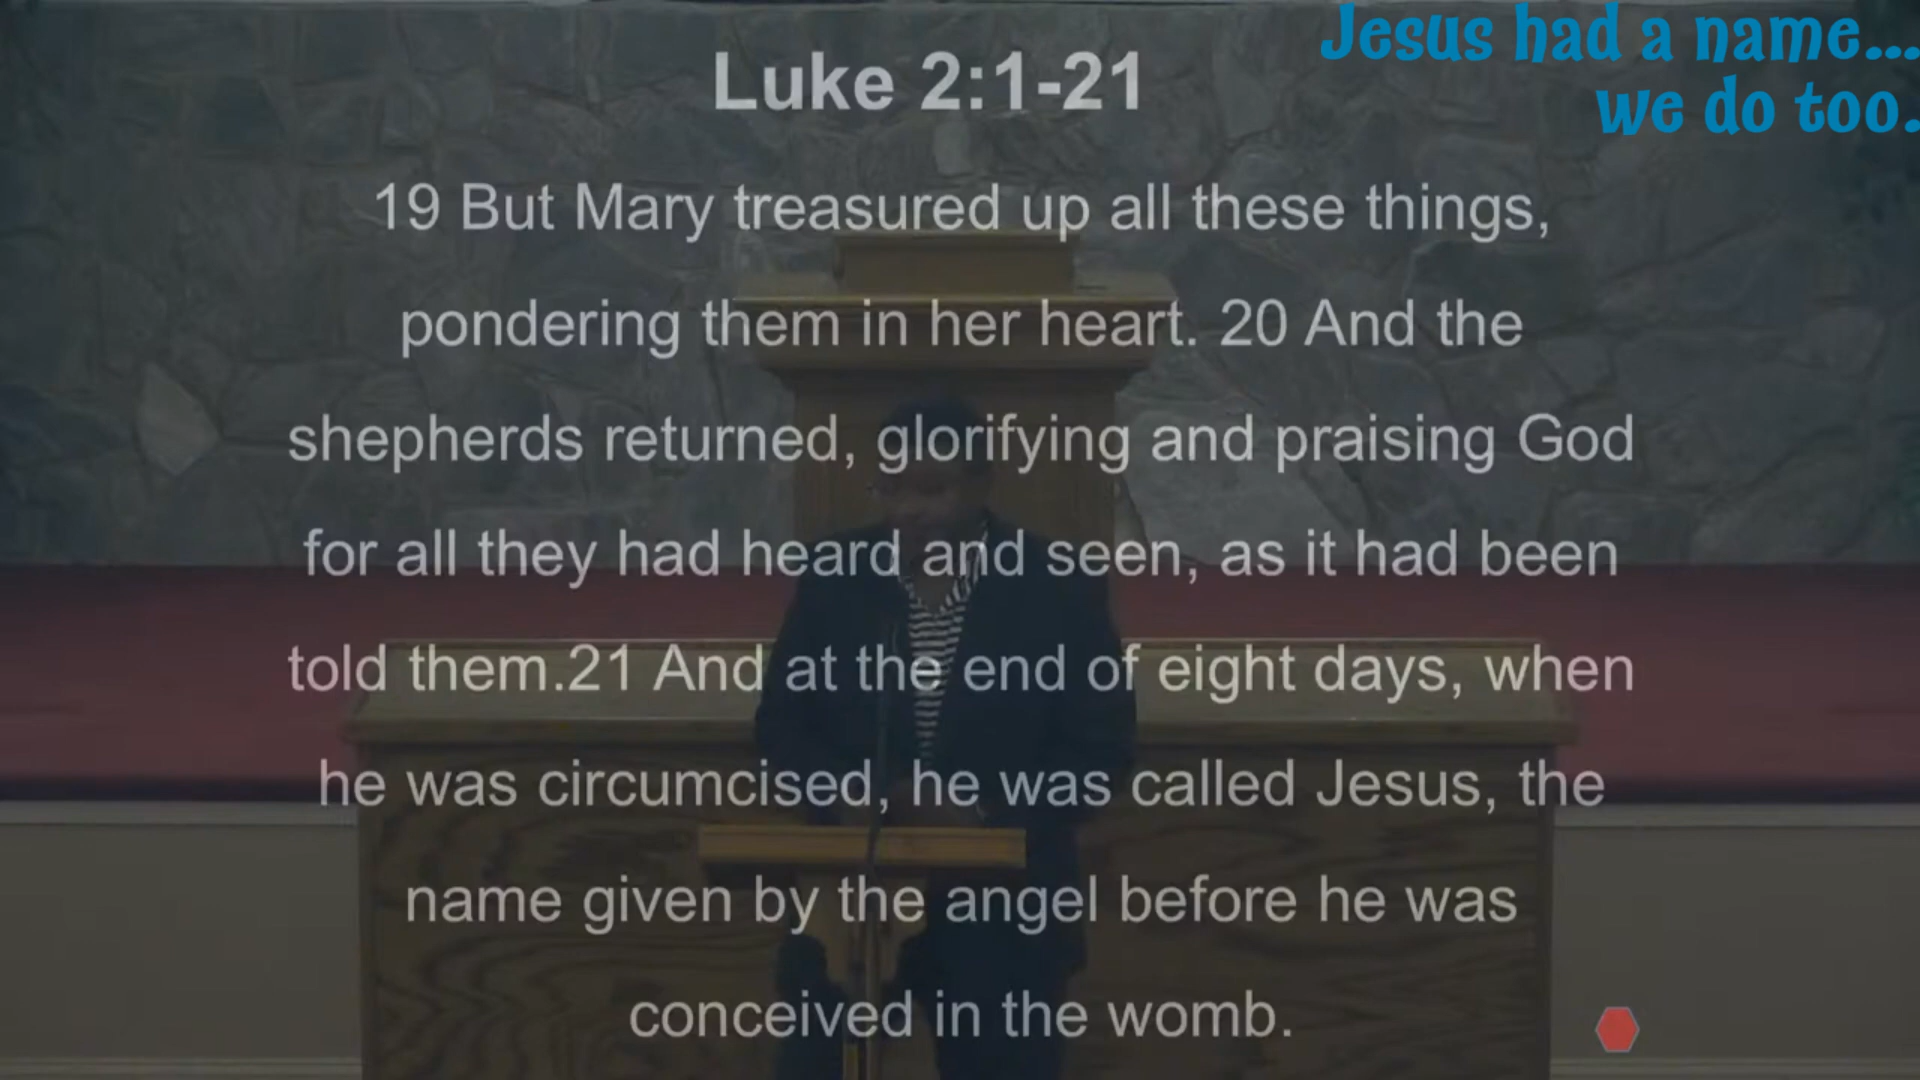 Jesus had a name...
we do too.
Luke 2:1-21
19 But Mary treasured up all these things,
pondering them in her heart. 20 And the
shepherds returned, glorifying and praising God
for all they had heard and seen, as it had been
told them.21 And at the end of eight days, when
he was circumcised, he was called Jesus, the
name given by the angel before he was
conceived in the womb.